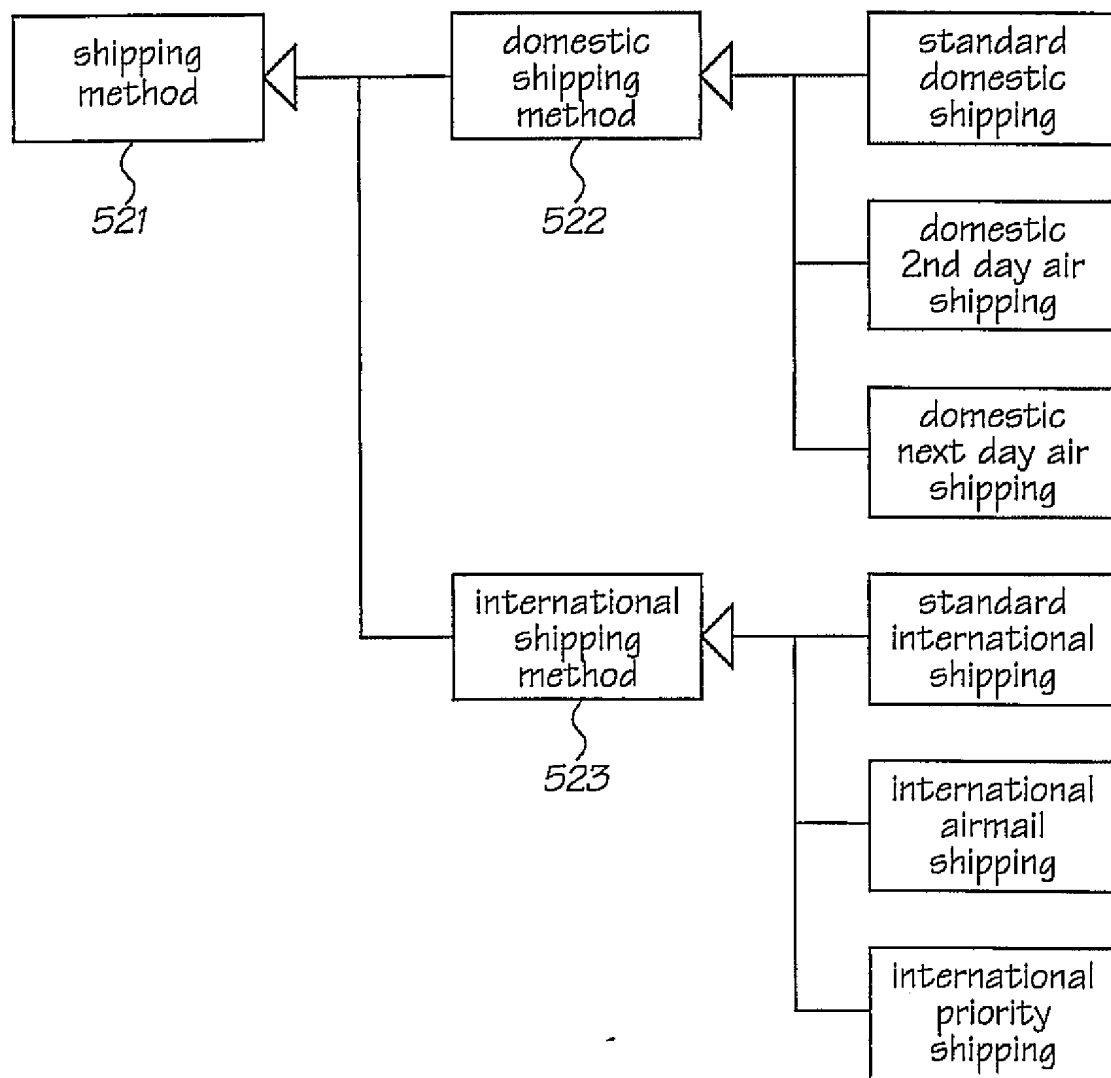 shipping
method
521
domestic
shipping
method
522
standard
domestic
shipping
domestic
2nd day air
shipping
domestic
next day air
shipping
international
shipping
method
523
standard
international
shipping
international
airmail
shipping
international
priority
shipping